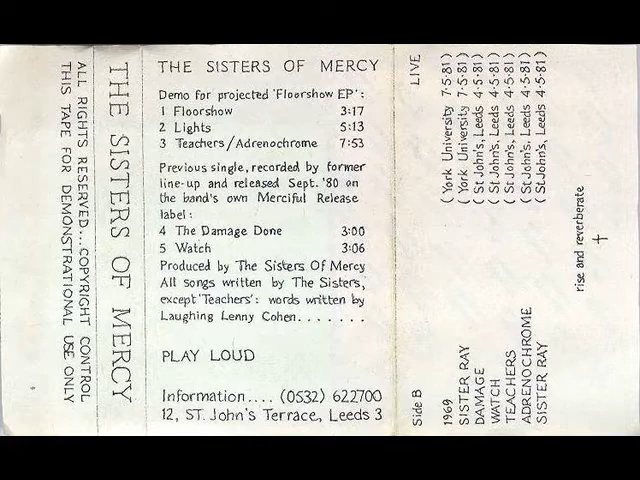 ALL RIGHTS RESERVED...COPYRIGHT CONTROL
THIS TAPE FOR DEMONSTRATIONAL USE ONLY
THE SISTERS OF MERCY
THE SISTERS OF MERCY
Demo for projected 'Floorshow EP':
1 Floorshow 3:17
2 Lights 5:13
3 Teachers/Adrenochrome 7:53
Previous single, recorded by former
line-up and released Sept. '80 on
the band's own Merciful Release
label:
4 The Damage Done 3:00
5 Watch 3:06
Produced by The Sisters Of Mercy
All songs written by The Sisters,
except 'Teachers': words written by
Laughing Lenny Cohen.......
PLAY LOUD
Information.... (0532) 622700
12, ST. John's Terrace, Leeds 3
Side B LIVE
1969 (York University 7·5·81)
SISTER RAY (York University 7·5·81)
DAMAGE (St John's, Leeds 4·5·81)
WATCH (St John's, Leeds 4·5·81)
TEACHERS (St John's, Leeds 4·5·81)
ADRENOCHROME (St John's, Leeds 4·5·81)
SISTER RAY (St John's, Leeds 4·5·81)
rise and reverberate